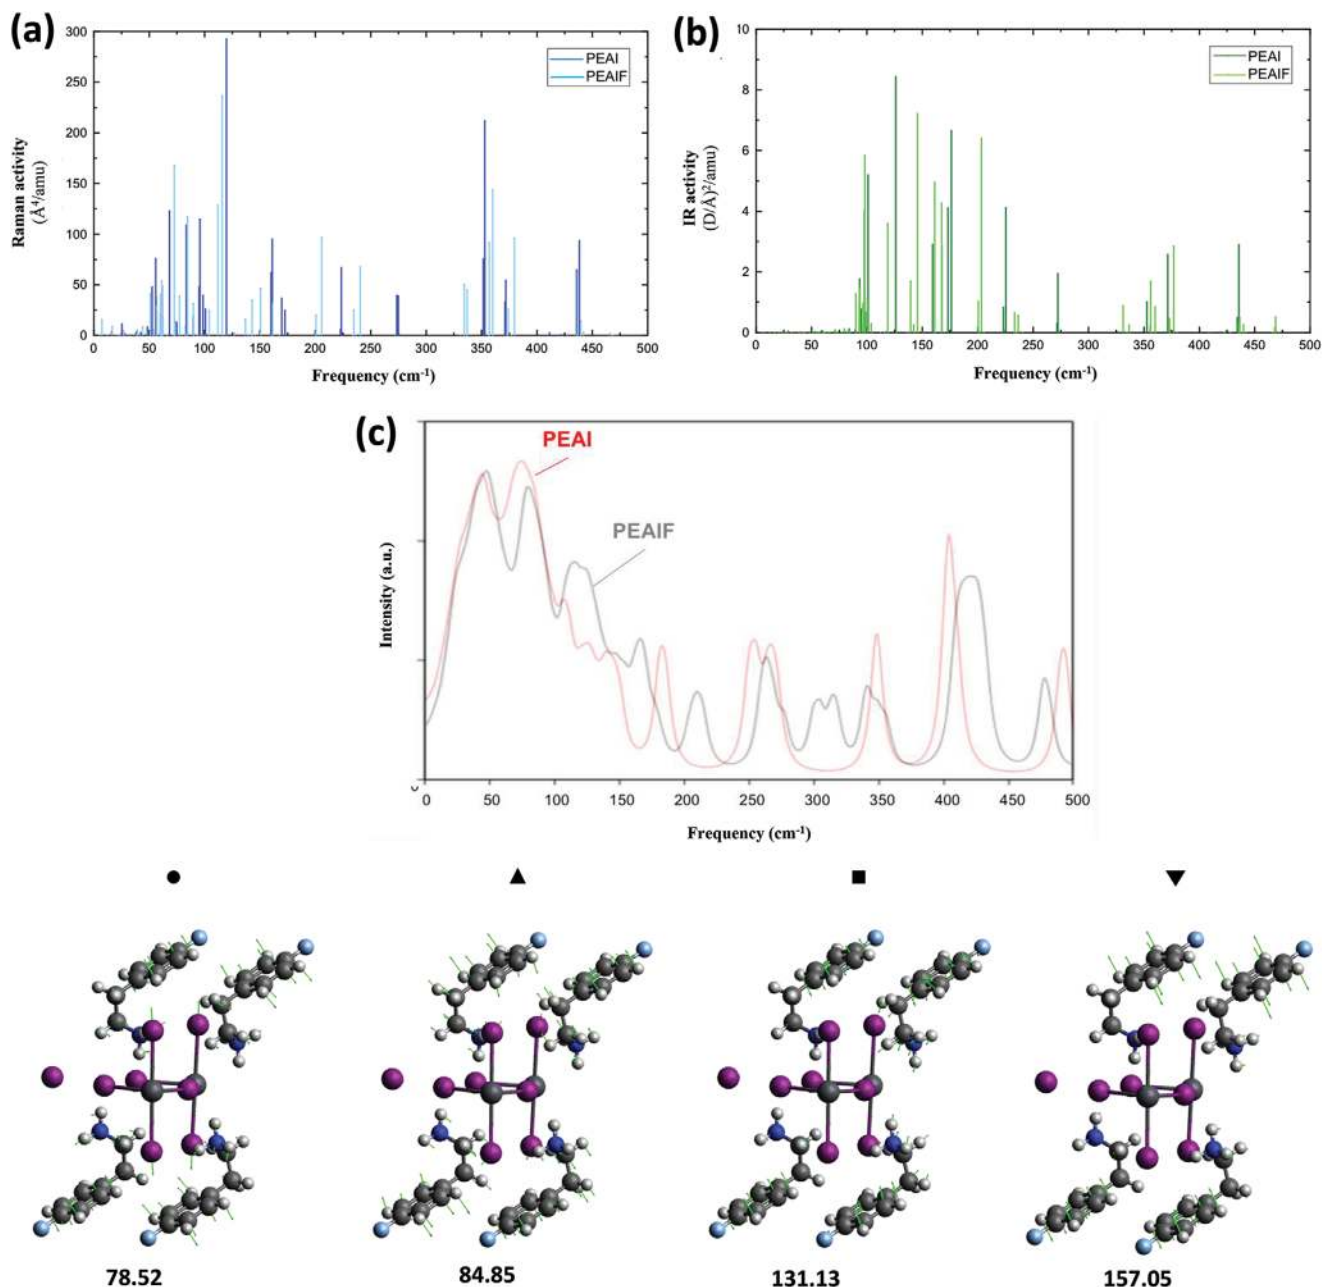 (a)
300
250
200
150
100
50
0
Raman activity
(Å⁴/amu)
PEAI
PEAIF
0 50 100 150 200 250 300 350 400 450 500
Frequency (cm⁻¹)
(b)
10
8
6
4
2
0
IR activity
(D/Å)²/amu)
PEAI
PEAIF
0 50 100 150 200 250 300 350 400 450 500
Frequency (cm⁻¹)
(c)
PEAI
PEAIF
Intensity (a.u.)
0 50 100 150 200 250 300 350 400 450 500
Frequency (cm⁻¹)
78.52 84.85 131.13 157.05